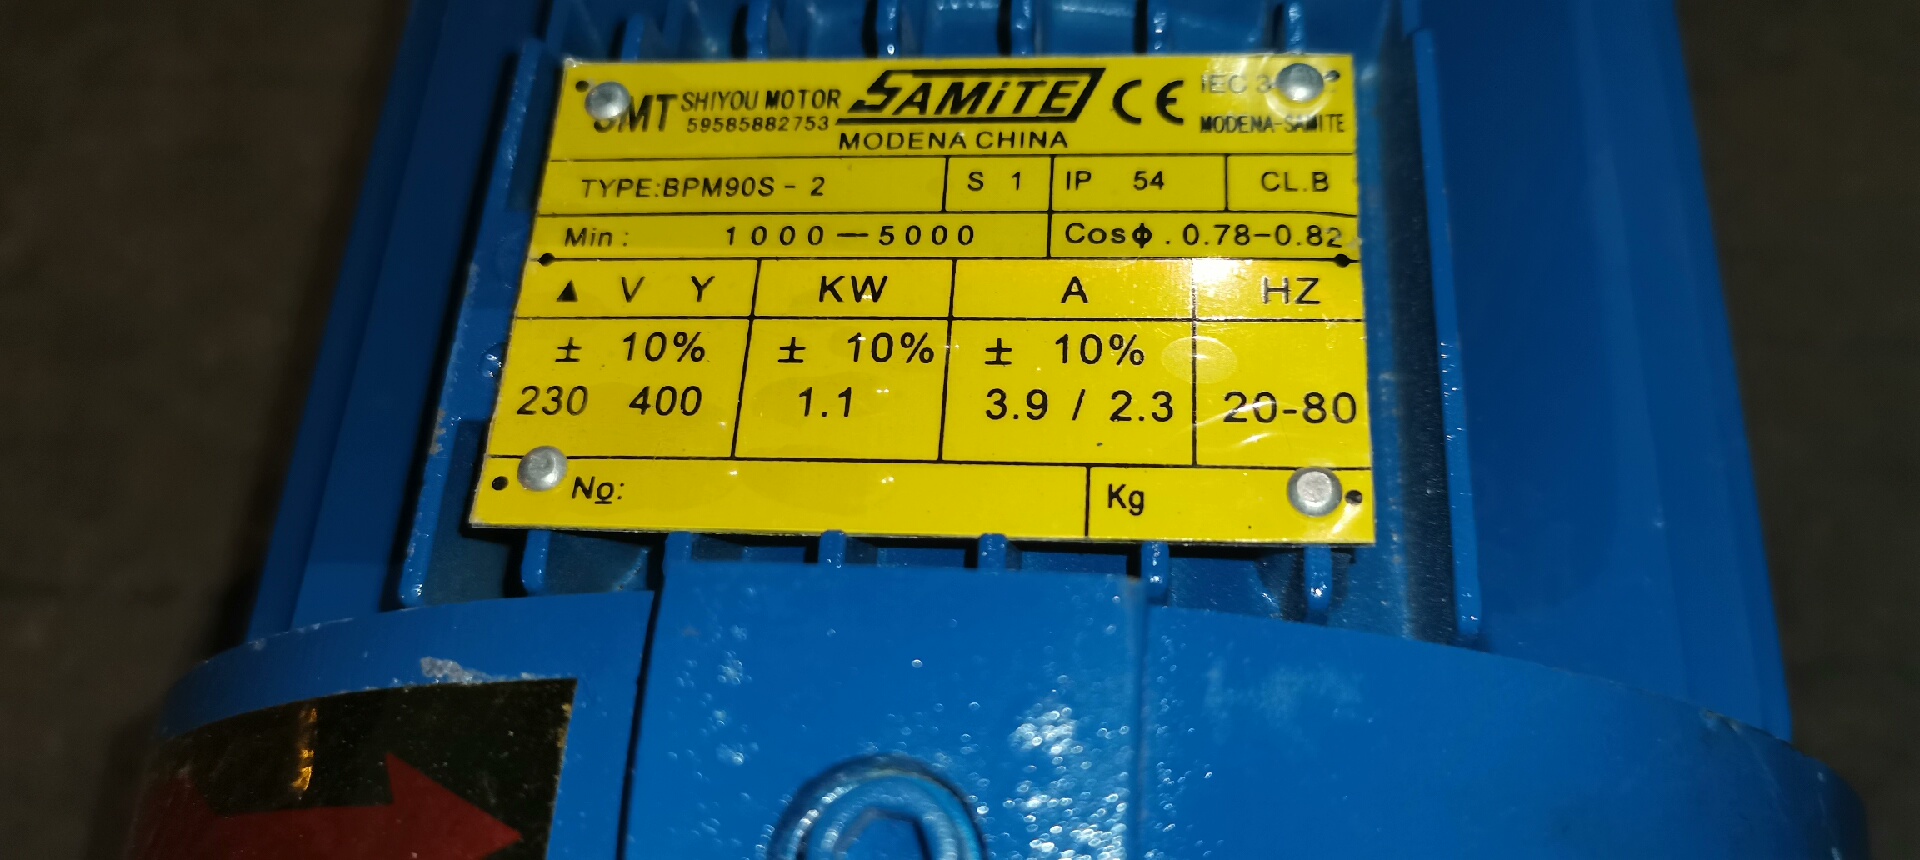 SMT SHIYOU MOTOR SAMiTE CE IEC
59585882753 MODENA-SAMITE
MODENA CHINA
TYPE:BPM90S - 2 S 1 IP 54 CL.B
Min: 1000—5000 Cosϕ . 0.78-0.82
▲ V Y KW A HZ
± 10% ± 10% ± 10%
230 400 1.1 3.9 / 2.3 20-80
No: Kg